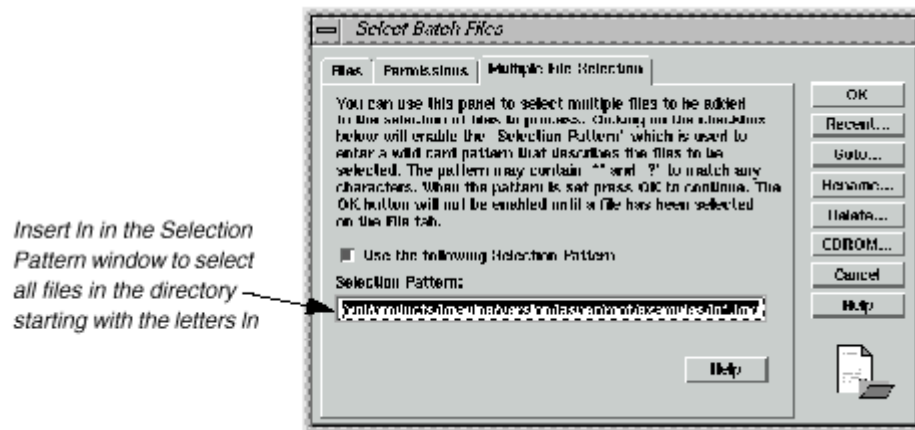 Select Batch Files
Files Permissions Multiple File Selection
You can use this panel to select multiple files to be added
to the selection of files to process. Clicking on the checkbox
below will enable the 'Selection Pattern' which is used to
enter a wild card pattern that describes the files to be
selected. The pattern may contain '*' and '?' to match any
characters. When the pattern is set press OK to continue. The
OK button will not be enabled until a file has been selected
on the File tab.
Use the following Selection Pattern
Selection Pattern:
Help
OK
Recent...
Goto...
Rename...
Delete...
CDROM...
Cancel
Help
Insert ln in the Selection
Pattern window to select
all files in the directory
starting with the letters ln